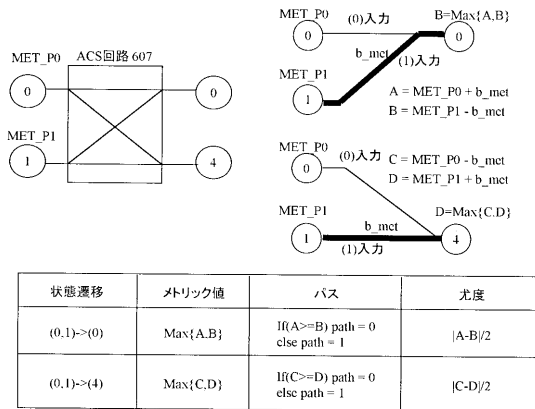 ACS回路 607
MET_P0
0
0
MET_P1
1
4
MET_P0
(0)入力
B=Max{A,B}
0
0
b_met
(1)入力
MET_P1
1
A = MET_P0 + b_met
B = MET_P1 - b_met
MET_P0
(0)入力
C = MET_P0 - b_met
D = MET_P1 + b_met
0
MET_P1
b_met
D=Max{C,D}
1
4
(1)入力
状態遷移 メトリック値 パス 尤度
(0,1)->(0) Max{A,B} If(A>=B) path = 0 |A-B|/2
else path = 1
(0,1)->(4) Max{C,D} If(C>=D) path = 0 |C-D|/2
else path = 1